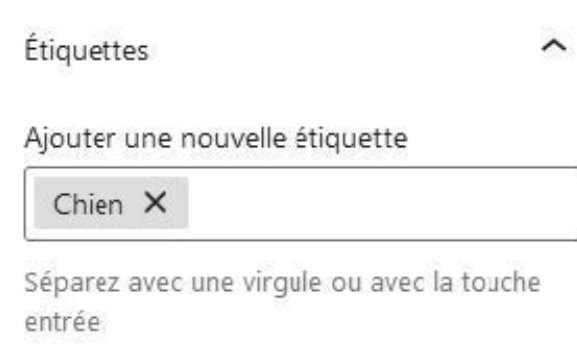 Étiquettes
Ajouter une nouvelle étiquette
Chien
Séparez avec une virgule ou avec la touche
entrée